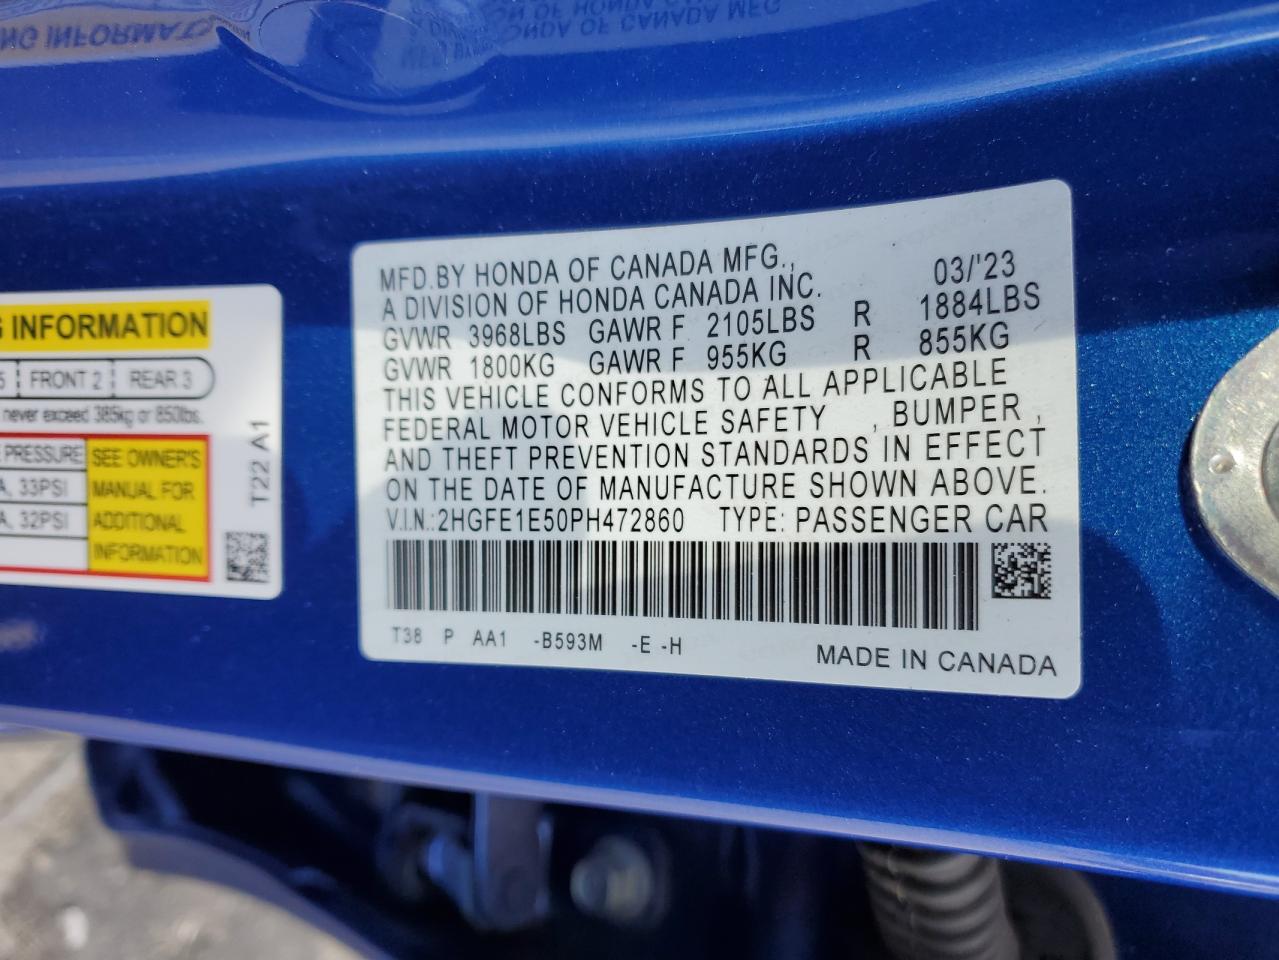 MFD.BY HONDA OF CANADA MFG., 03/'23
A DIVISION OF HONDA CANADA INC.
GVWR 3968LBS GAWR F 2105LBS R 1884LBS
GVWR 1800KG GAWR F 955KG R 855KG
THIS VEHICLE CONFORMS TO ALL APPLICABLE
FEDERAL MOTOR VEHICLE SAFETY , BUMPER ,
AND THEFT PREVENTION STANDARDS IN EFFECT
ON THE DATE OF MANUFACTURE SHOWN ABOVE.
V.I.N.:2HGFE1E50PH472860 TYPE: PASSENGER CAR
T38 P AA1 -B593M -E -H
MADE IN CANADA
INFORMATION
5 FRONT 2 REAR 3
never exceed 385kg or 850lbs.
PRESSURE
33PSI
32PSI
SEE OWNER'S
MANUAL FOR
ADDITIONAL
INFORMATION
T22 A1